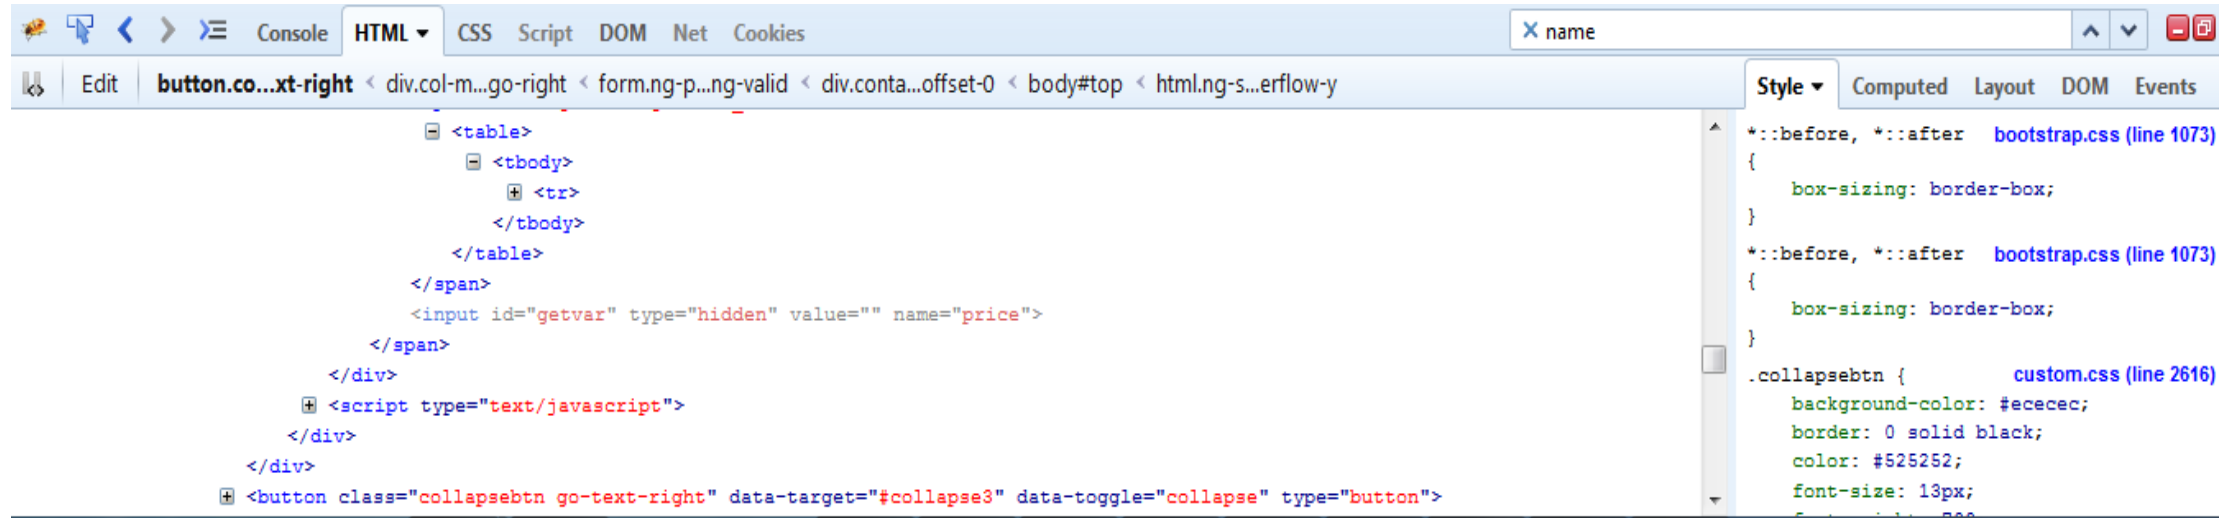 Console HTML CSS Script DOM Net Cookies name
Edit button.co...xt-right < div.col-m...go-right < form.ng-p...ng-valid < div.conta...offset-0 < body#top < html.ng-s...erflow-y
Style Computed Layout DOM Events
<table>
<tbody>
<tr>
</tbody>
</table>
</span>
<input id="getvar" type="hidden" value="" name="price">
</span>
</div>
<script type="text/javascript">
</div>
</div>
<button class="collapsebtn go-text-right" data-target="#collapse3" data-toggle="collapse" type="button">
*::before, *::after bootstrap.css (line 1073)
{
box-sizing: border-box;
}
*::before, *::after bootstrap.css (line 1073)
{
box-sizing: border-box;
}
.collapsebtn { custom.css (line 2616)
background-color: #ececec;
border: 0 solid black;
color: #525252;
font-size: 13px;